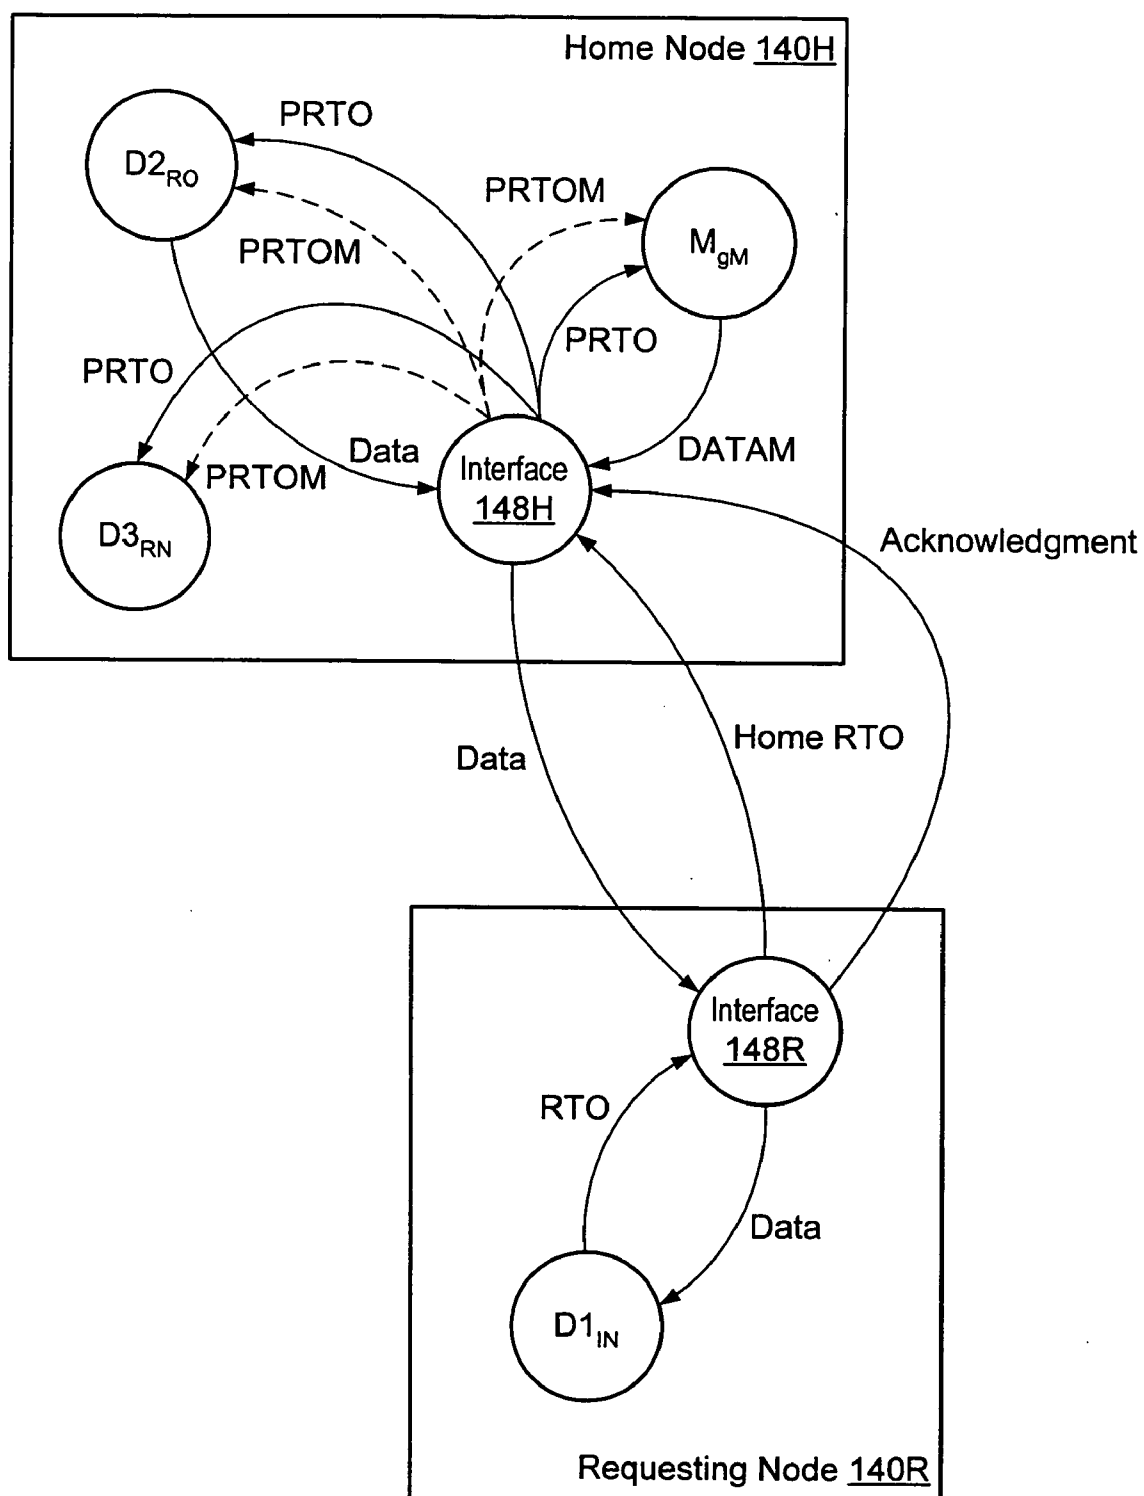 Home Node 140H
PRTO
D2RO
PRTOM
PRTOM
MgM
PRTO
PRTO
Data
DATAM
PRTOM
Interface
148H
D3RN
Acknowledgment
Home RTO
Data
Interface
148R
RTO
Data
D1IN
Requesting Node 140R